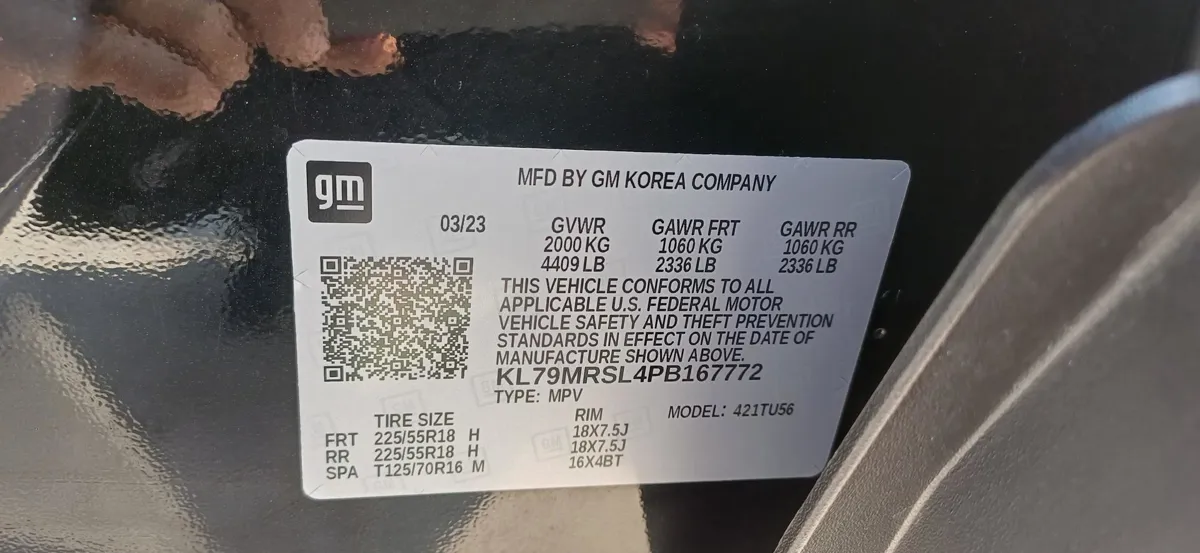 gm
MFD BY GM KOREA COMPANY
03/23
GVWR GAWR FRT GAWR RR
2000 KG 1060 KG 1060 KG
4409 LB 2336 LB 2336 LB
THIS VEHICLE CONFORMS TO ALL
APPLICABLE U.S. FEDERAL MOTOR
VEHICLE SAFETY AND THEFT PREVENTION
STANDARDS IN EFFECT ON THE DATE OF
MANUFACTURE SHOWN ABOVE.
KL79MRSL4PB167772
TYPE: MPV
MODEL: 421TU56
TIRE SIZE RIM
FRT 225/55R18 H 18X7.5J
RR 225/55R18 H 18X7.5J
SPA T125/70R16 M 16X4BT